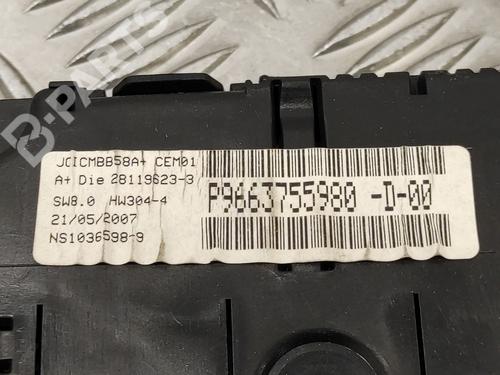 B-PARTS
JCICMBB58A+ CEM01
A+ Die 28119623-3
SW8.0 HW304-4
21/05/2007
NS1036598-9
P9663755980 -D-00